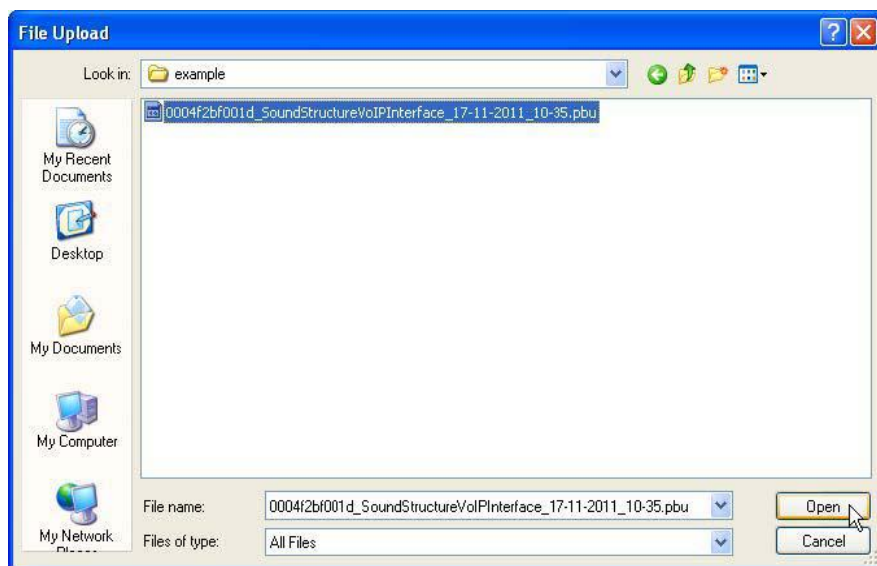 File Upload
Look in:
example
0004f2bf001d_SoundStructureVoIPInterface_17-11-2011_10-35.pbu
My Recent
Documents
Desktop
My Documents
My Computer
My Network
File name:
0004f2bf001d_SoundStructureVoIPInterface_17-11-2011_10-35.pbu
Open
Files of type:
All Files
Cancel